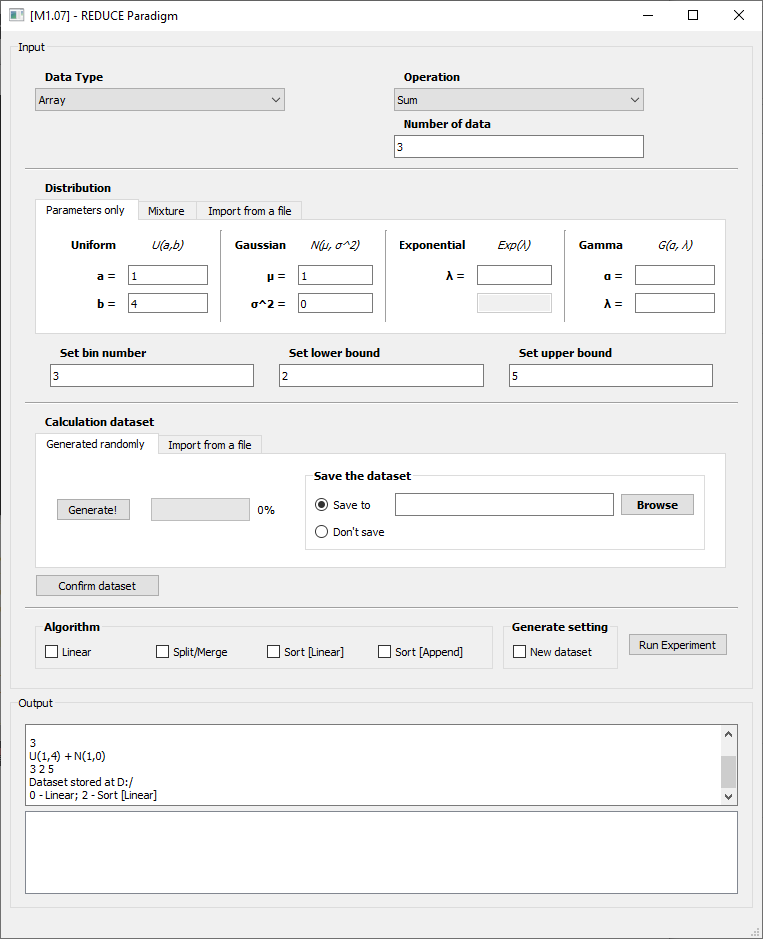 [M1.07] - REDUCE Paradigm
Input
Data Type
Operation
Array
Sum
Number of data
3
Distribution
Parameters only
Mixture
Import from a file
Uniform U(a,b)
Gaussian N(μ, σ^2)
Exponential Exp(λ)
Gamma G(α, λ)
a = 1
μ = 1
λ =
α =
b = 4
σ^2 = 0
λ =
Set bin number
Set lower bound
Set upper bound
3
2
5
Calculation dataset
Generated randomly
Import from a file
Save the dataset
Generate!
0%
Save to
Browse
Don't save
Confirm dataset
Algorithm
Generate setting
Linear
Split/Merge
Sort [Linear]
Sort [Append]
New dataset
Run Experiment
Output
3
U(1,4) + N(1,0)
3 2 5
Dataset stored at D:/
0 - Linear; 2 - Sort [Linear]